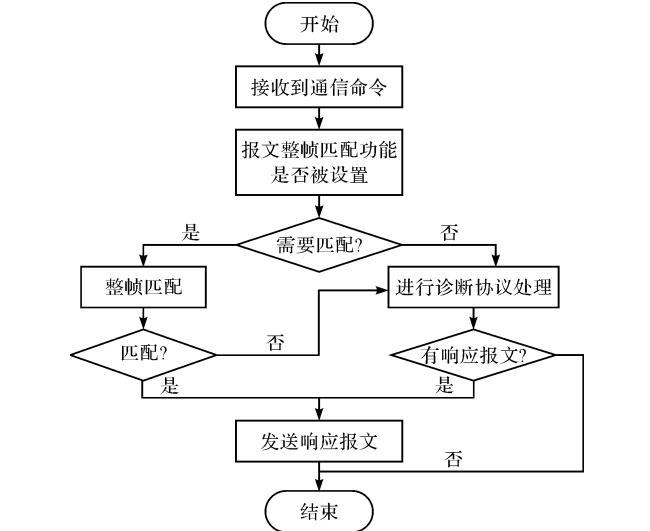 开始
接收到通信命令
报文整帧匹配功能
是否被设置
需要匹配?
是
否
整帧匹配
进行诊断协议处理
匹配?
否
有响应报文?
是
是
发送响应报文
否
结束